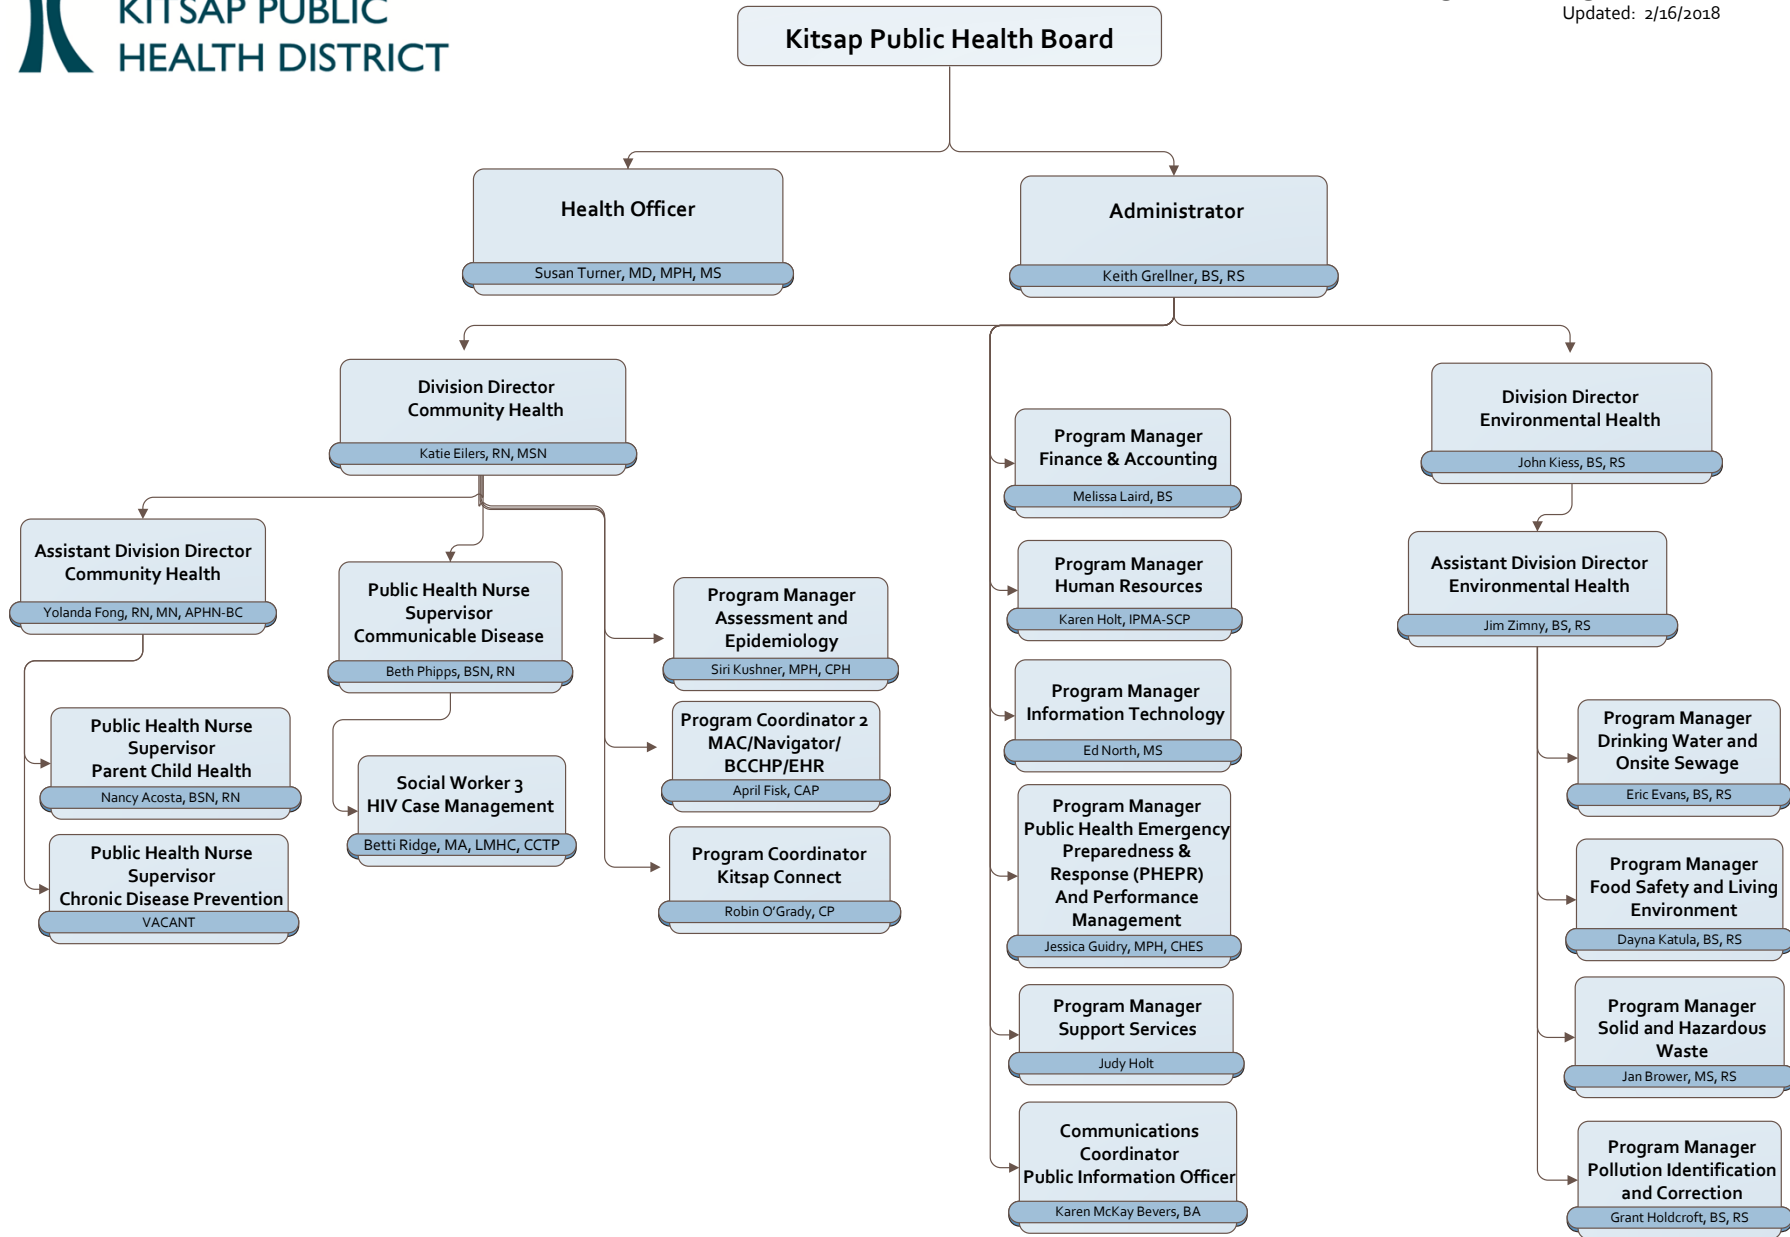 KITSAP PUBLIC
HEALTH DISTRICT
Updated: 2/16/2018
Kitsap Public Health Board
Health Officer
Susan Turner, MD, MPH, MS
Administrator
Keith Grellner, BS, RS
Division Director
Community Health
Katie Eilers, RN, MSN
Assistant Division Director
Community Health
Yolanda Fong, RN, MN, APHN-BC
Public Health Nurse
Supervisor
Parent Child Health
Nancy Acosta, BSN, RN
Public Health Nurse
Supervisor
Chronic Disease Prevention
VACANT
Public Health Nurse
Supervisor
Communicable Disease
Beth Phipps, BSN, RN
Social Worker 3
HIV Case Management
Betti Ridge, MA, LMHC, CCTP
Program Manager
Assessment and
Epidemiology
Siri Kushner, MPH, CPH
Program Coordinator 2
MAC/Navigator/
BCCHP/EHR
April Fisk, CAP
Program Coordinator
Kitsap Connect
Robin O'Grady, CP
Program Manager
Finance & Accounting
Melissa Laird, BS
Program Manager
Human Resources
Karen Holt, IPMA-SCP
Program Manager
Information Technology
Ed North, MS
Program Manager
Public Health Emergency
Preparedness &
Response (PHEPR)
And Performance
Management
Jessica Guidry, MPH, CHES
Program Manager
Support Services
Judy Holt
Communications
Coordinator
Public Information Officer
Karen McKay Bevers, BA
Division Director
Environmental Health
John Kiess, BS, RS
Assistant Division Director
Environmental Health
Jim Zimny, BS, RS
Program Manager
Drinking Water and
Onsite Sewage
Eric Evans, BS, RS
Program Manager
Food Safety and Living
Environment
Dayna Katula, BS, RS
Program Manager
Solid and Hazardous
Waste
Jan Brower, MS, RS
Program Manager
Pollution Identification
and Correction
Grant Holdcroft, BS, RS